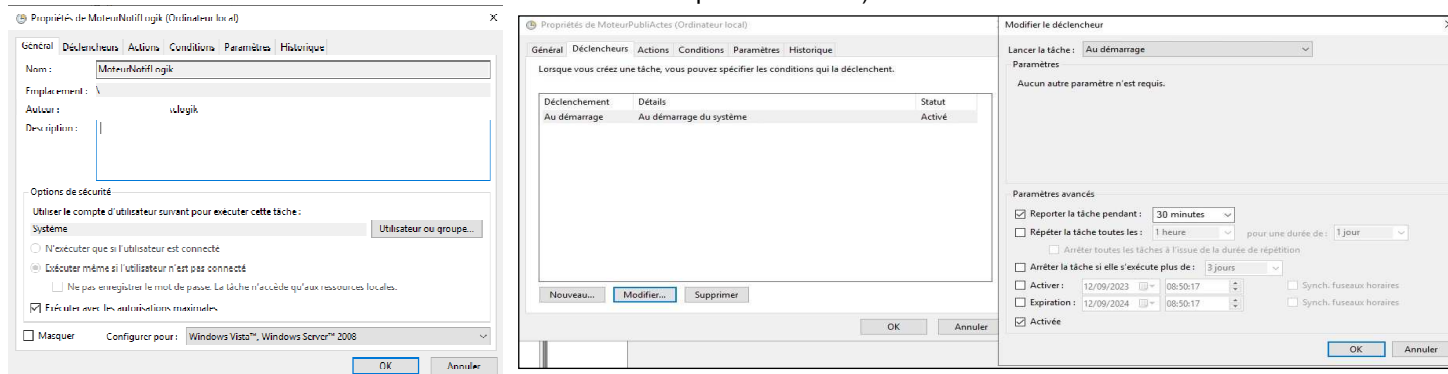 Propriétés de MoteurNotifLogik (Ordinateur local)
X
Général Déclencheurs Actions Conditions Paramètres Historique
Nom : MoteurNotifLogik
Emplacement : \
Auteur : clogik
Description :
Options de sécurité
Utiliser le compte d'utilisateur suivant pour exécuter cette tâche :
Système Utilisateur ou groupe...
N'exécuter que si l'utilisateur est connecté
Exécuter même si l'utilisateur n'est pas connecté
Ne pas enregistrer le mot de passe. La tâche n'accède qu'aux ressources locales.
Exécuter avec les autorisations maximales
Masquer Configurer pour : Windows Vista™, Windows Server™ 2008
OK Annuler
Propriétés de MoteurPubliActes (Ordinateur local)
Général Déclencheurs Actions Conditions Paramètres Historique
Lorsque vous créez une tâche, vous pouvez spécifier les conditions qui la déclenchent.
Déclenchement Détails Statut
Au démarrage Au démarrage du système Activé
Nouveau... Modifier... Supprimer
OK Annuler
Modifier le déclencheur
Lancer la tâche : Au démarrage
Paramètres
Aucun autre paramètre n'est requis.
Paramètres avancés
Reporter la tâche pendant : 30 minutes
Répéter la tâche toutes les : 1 heure pour une durée de : 1 jour
Arrêter toutes les tâches à l'issue de la durée de répétition
Arrêter la tâche si elle s'exécute plus de : 3 jours
Activer : 12/09/2023 08:50:17 Synch. fuseaux horaires
Expiration : 12/09/2024 08:50:17 Synch. fuseaux horaires
Activée
OK Annuler